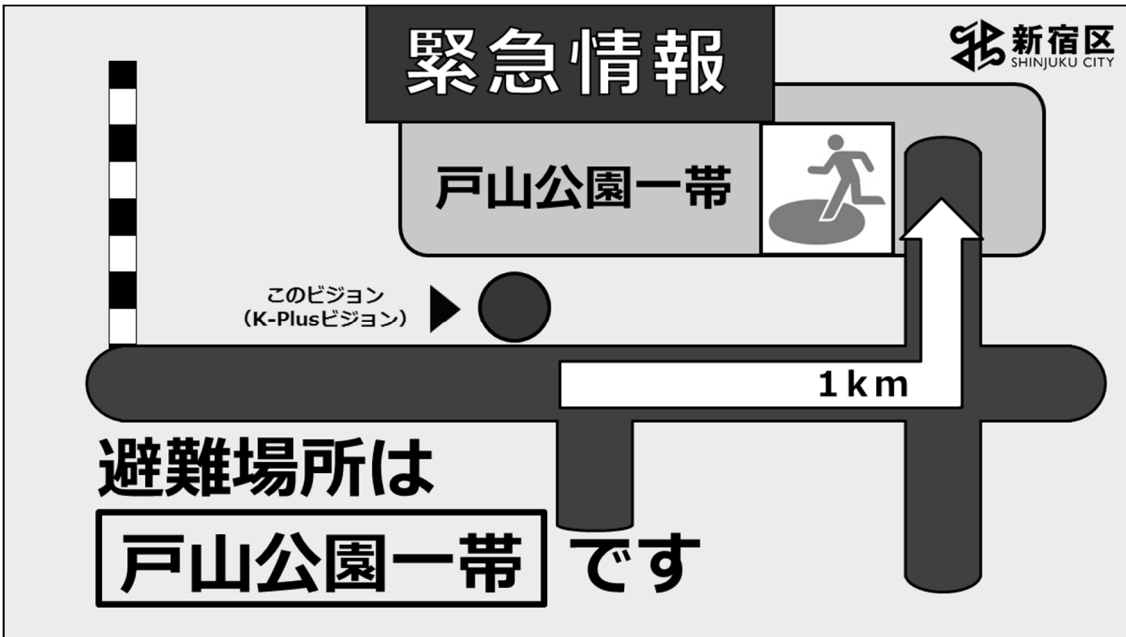 緊急情報
新宿区
SHINJUKU CITY
戸山公園一帯
このビジョン
（K-Plusビジョン）
1km
避難場所は
戸山公園一帯 です